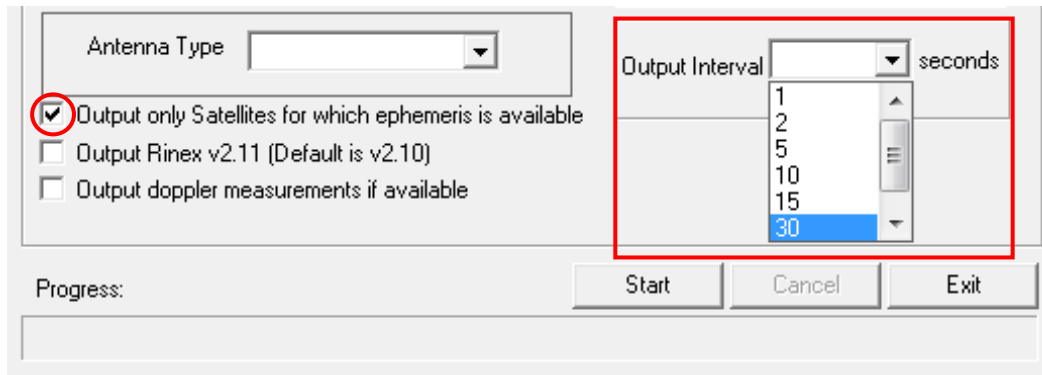 Antenna Type
Output Interval seconds
1
2
5
10
15
30
Output only Satellites for which ephemeris is available
Output Rinex v2.11 (Default is v2.10)
Output doppler measurements if available
Progress:
Start Cancel Exit